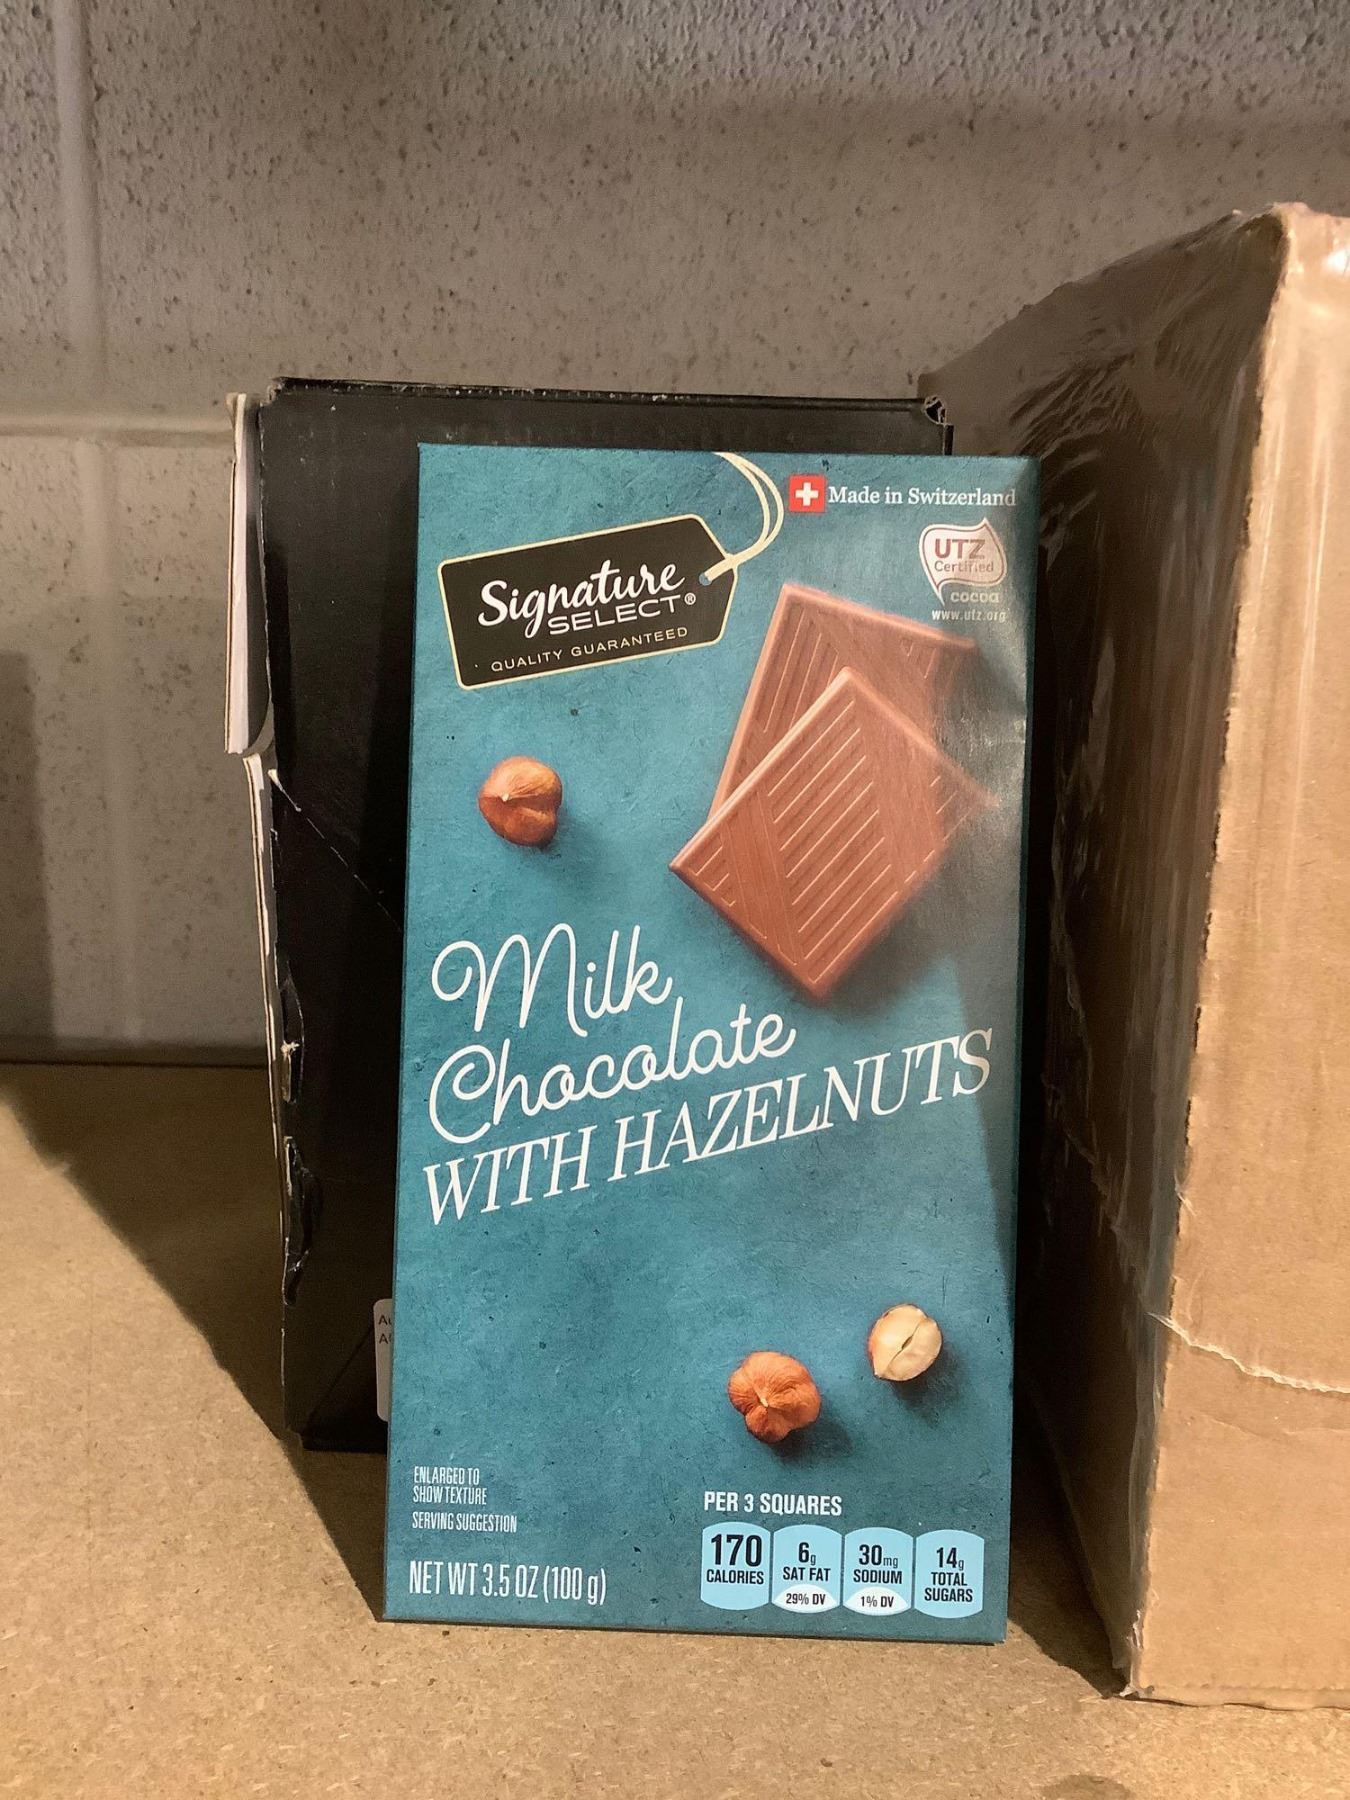 Made in Switzerland
UTZ
Certified
cocoa
www.utz.org
Signature
SELECT®
QUALITY GUARANTEED
Milk
Chocolate
WITH HAZELNUTS
ENLARGED TO
SHOW TEXTURE
SERVING SUGGESTION
NET WT 3.5 OZ (100 g)
PER 3 SQUARES
170
CALORIES
6g
SAT FAT
29% DV
30mg
SODIUM
1% DV
14g
TOTAL
SUGARS